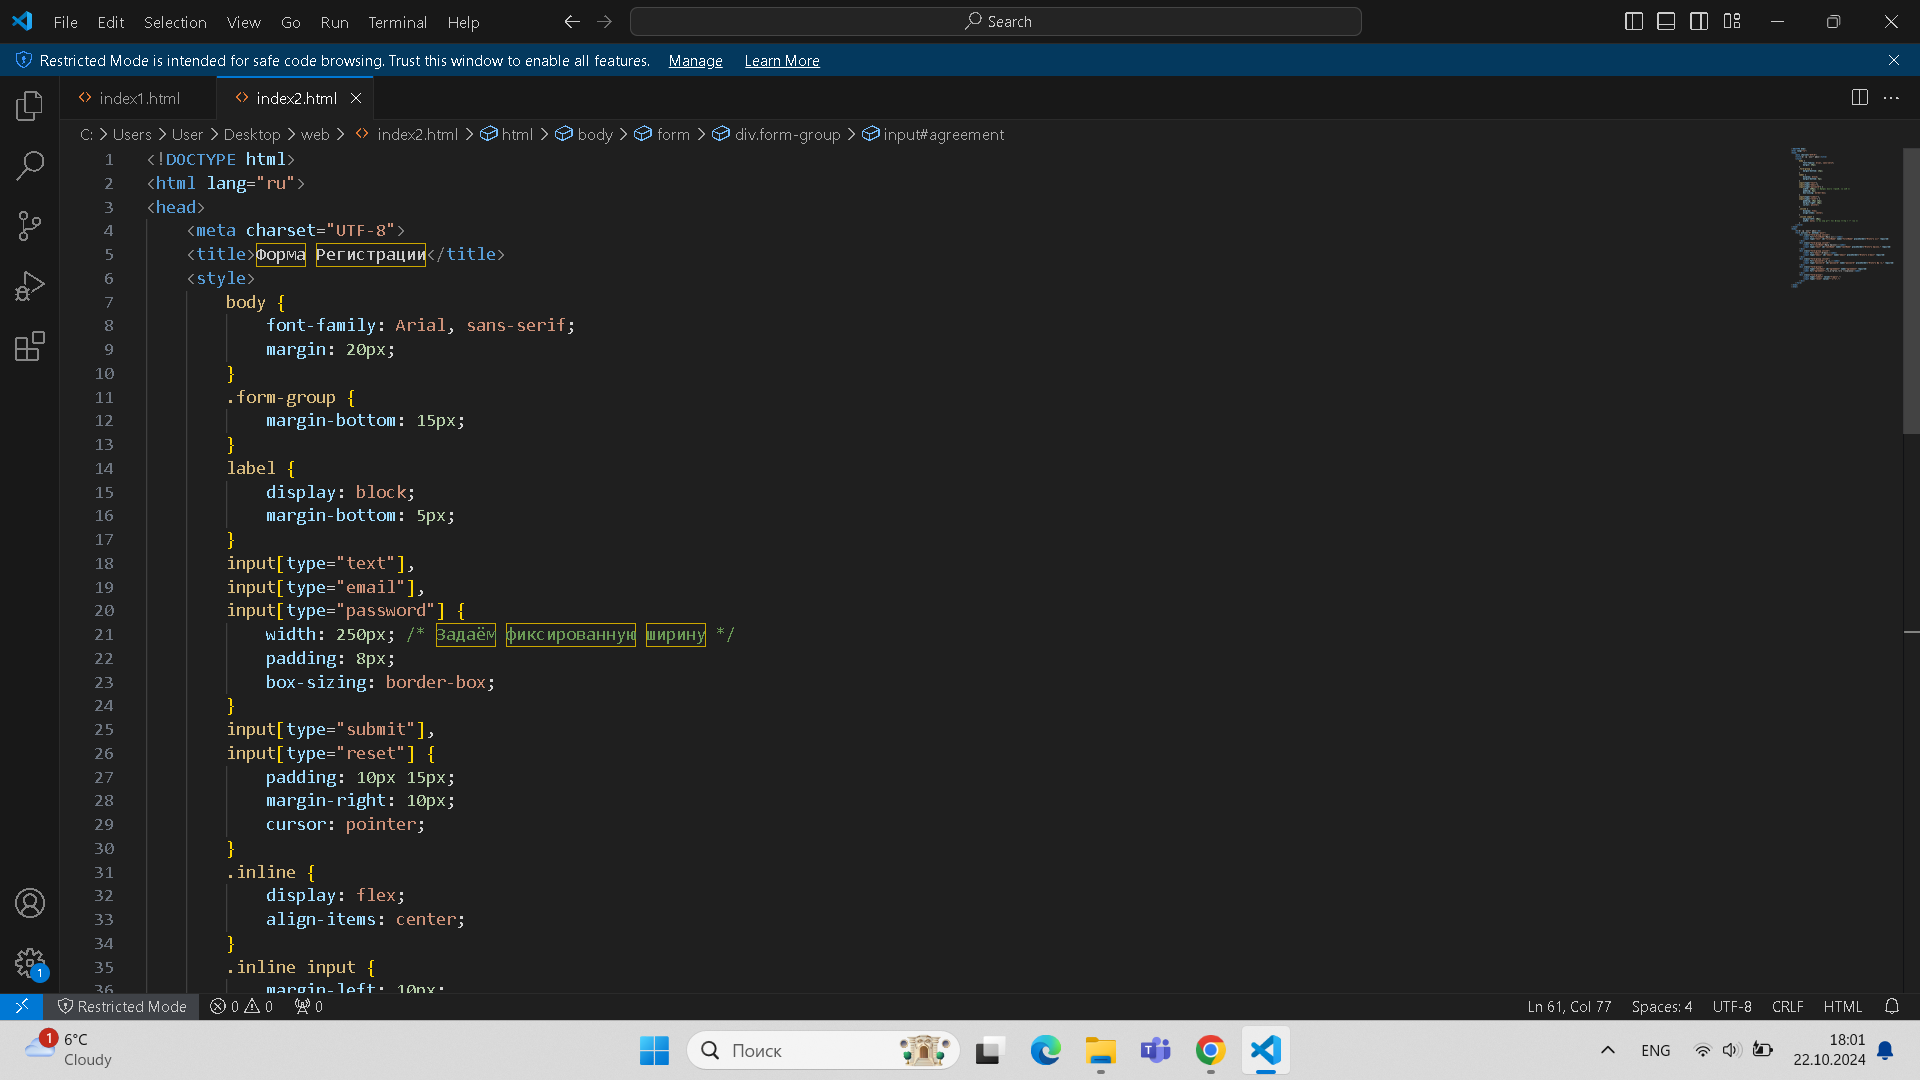 File Edit Selection View Go Run Terminal Help Search
Restricted Mode is intended for safe code browsing. Trust this window to enable all features. Manage Learn More
index1.html index2.html
C: > Users > User > Desktop > web > index2.html > html > body > form > div.form-group > input#agreement
1 <!DOCTYPE html>
2 <html lang="ru">
3 <head>
4 <meta charset="UTF-8">
5 <title>Форма Регистрации</title>
6 <style>
7 body {
8 font-family: Arial, sans-serif;
9 margin: 20px;
10 }
11 .form-group {
12 margin-bottom: 15px;
13 }
14 label {
15 display: block;
16 margin-bottom: 5px;
17 }
18 input[type="text"],
19 input[type="email"],
20 input[type="password"] {
21 width: 250px; /* Задаём фиксированную ширину */
22 padding: 8px;
23 box-sizing: border-box;
24 }
25 input[type="submit"],
26 input[type="reset"] {
27 padding: 10px 15px;
28 margin-right: 10px;
29 cursor: pointer;
30 }
31 .inline {
32 display: flex;
33 align-items: center;
34 }
35 .inline input {
36 margin-left: 10px;
1
Restricted Mode 0 0 0 Ln 61, Col 77 Spaces: 4 UTF-8 CRLF HTML
1 6°C
Cloudy
Поиск
ENG
18:01
22.10.2024